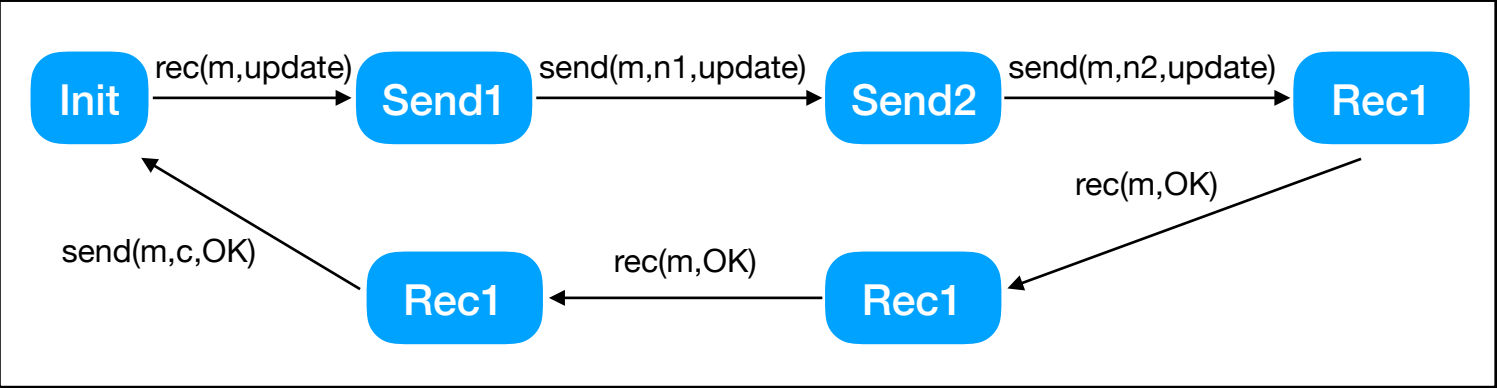 rec(m,update)
send(m,n1,update)
send(m,n2,update)
Init
Send1
Send2
Rec1
rec(m,OK)
send(m,c,OK)
rec(m,OK)
Rec1
Rec1